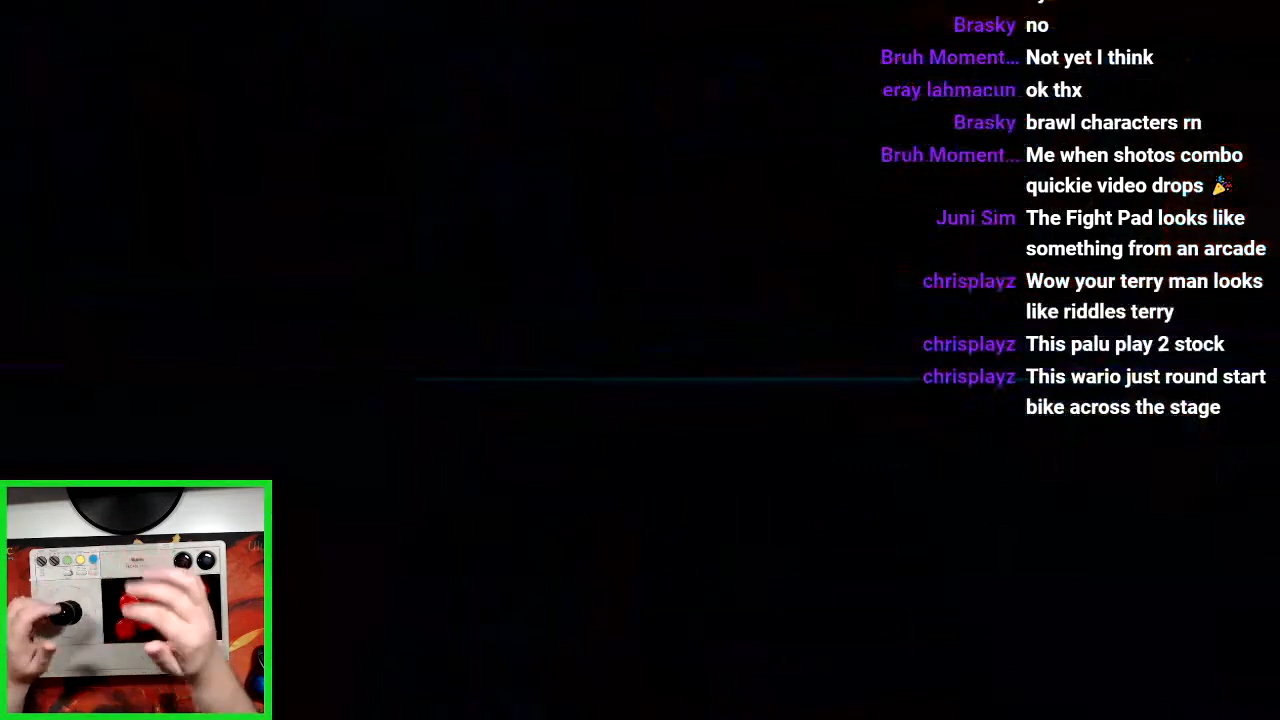 Brasky no
Bruh Moment… Not yet I think
eray lahmacun ok thx
Brasky brawl characters rn
Bruh Moment… Me when shotos combo
quickie video drops 🎉
Juni Sim The Fight Pad looks like
something from an arcade
chrisplayz Wow your terry man looks
like riddles terry
chrisplayz This palu play 2 stock
chrisplayz This wario just round start
bike across the stage